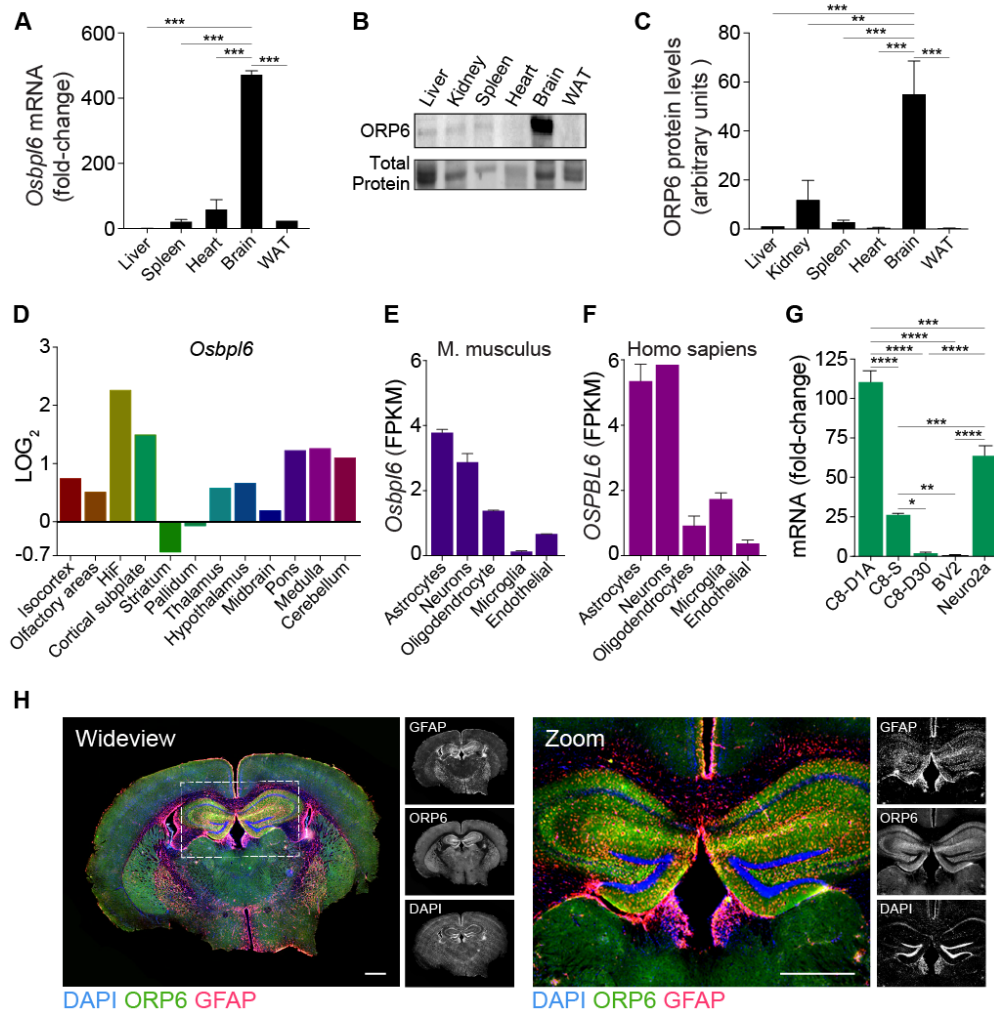 A
Osbpl6 mRNA
(fold-change)
600
400
200
0
***
***
***
***
Liver
Spleen
Heart
Brain
WAT
B
Liver
Kidney
Spleen
Heart
Brain
WAT
ORP6
Total
Protein
C
ORP6 protein levels
(arbitrary units )
80
60
40
20
0
***
**
***
***
***
Liver
Kidney
Spleen
Heart
Brain
WAT
D
Osbpl6
LOG2
3
2
1
0
-0.7
Isocortex
Olfactory areas
HiF
Cortical subplate
Striatum
Pallidum
Thalamus
Hypothalamus
Midbrain
Pons
Medulla
Cerebellum
E
M. musculus
Osbpl6 (FPKM)
6
4
2
0
Astrocytes
Neurons
Oligodendrocyte
Microglia
Endothelial
F
Homo sapiens
OSPBL6 (FPKM)
6
4
2
0
Astrocytes
Neurons
Oligodendrocytes
Microglia
Endothelial
G
mRNA (fold-change)
125
100
75
50
25
0
***
****
**** ****
****
***
****
**
*
C8-D1A
C8-S
C8-D30
BV2
Neuro2a
H
Wideview
GFAP
ORP6
DAPI
DAPI ORP6 GFAP
Zoom
GFAP
ORP6
DAPI
DAPI ORP6 GFAP